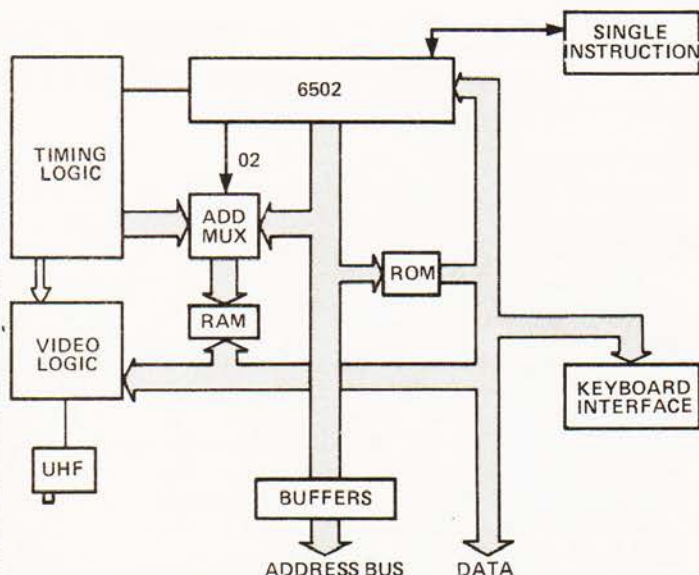 SINGLE
INSTRUCTION
6502
TIMING
LOGIC
02
ADD
MUX
ROM
RAM
VIDEO
LOGIC
KEYBOARD
INTERFACE
UHF
BUFFERS
ADDRESS BUS
DATA